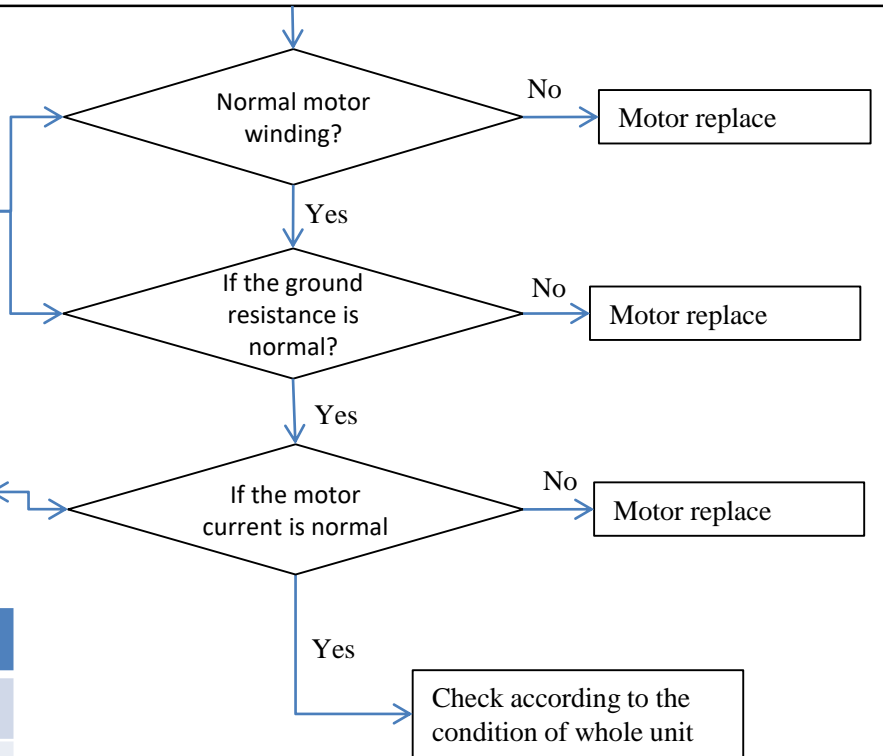 Normal motor
winding?
No
Motor replace
Yes
If the ground
resistance is
normal?
No
Motor replace
Yes
If the motor
current is normal
No
Motor replace
Yes
Check according to the
condition of whole unit